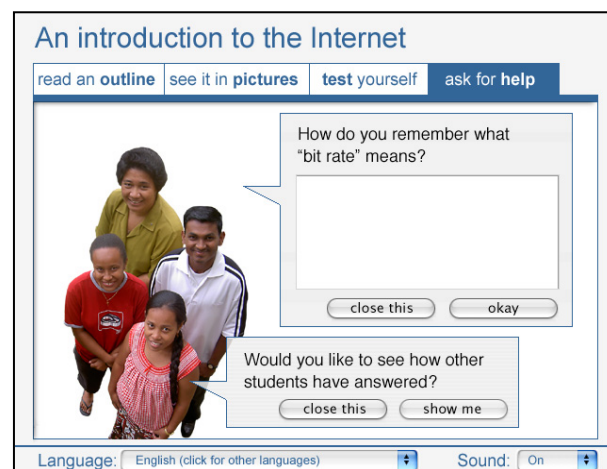 An introduction to the Internet
read an outline see it in pictures test yourself ask for help
How do you remember what
“bit rate” means?
close this okay
Would you like to see how other
students have answered?
close this show me
Language: English (click for other languages) Sound: On